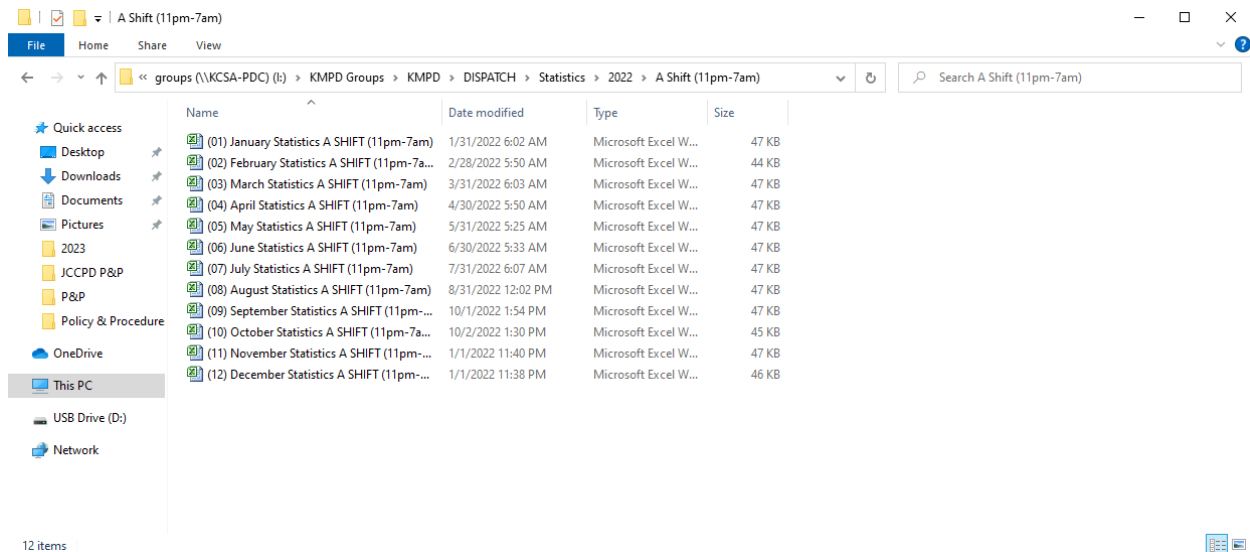 A Shift (11pm-7am)
File Home Share View
« groups (\\KCSA-PDC) (I:) > KMPD Groups > KMPD > DISPATCH > Statistics > 2022 > A Shift (11pm-7am)
Search A Shift (11pm-7am)
Name Date modified Type Size
Quick access
Desktop
Downloads
Documents
Pictures
2023
JCCPD P&P
P&P
Policy & Procedure
OneDrive
This PC
USB Drive (D:)
Network
(01) January Statistics A SHIFT (11pm-7am) 1/31/2022 6:02 AM Microsoft Excel W... 47 KB
(02) February Statistics A SHIFT (11pm-7a... 2/28/2022 5:50 AM Microsoft Excel W... 44 KB
(03) March Statistics A SHIFT (11pm-7am) 3/31/2022 6:03 AM Microsoft Excel W... 47 KB
(04) April Statistics A SHIFT (11pm-7am) 4/30/2022 5:50 AM Microsoft Excel W... 47 KB
(05) May Statistics A SHIFT (11pm-7am) 5/31/2022 5:25 AM Microsoft Excel W... 47 KB
(06) June Statistics A SHIFT (11pm-7am) 6/30/2022 5:33 AM Microsoft Excel W... 47 KB
(07) July Statistics A SHIFT (11pm-7am) 7/31/2022 6:07 AM Microsoft Excel W... 47 KB
(08) August Statistics A SHIFT (11pm-7am) 8/31/2022 12:02 PM Microsoft Excel W... 47 KB
(09) September Statistics A SHIFT (11pm-... 10/1/2022 1:54 PM Microsoft Excel W... 47 KB
(10) October Statistics A SHIFT (11pm-7a... 10/2/2022 1:30 PM Microsoft Excel W... 45 KB
(11) November Statistics A SHIFT (11pm-... 1/1/2022 11:40 PM Microsoft Excel W... 47 KB
(12) December Statistics A SHIFT (11pm-... 1/1/2022 11:38 PM Microsoft Excel W... 46 KB
12 items